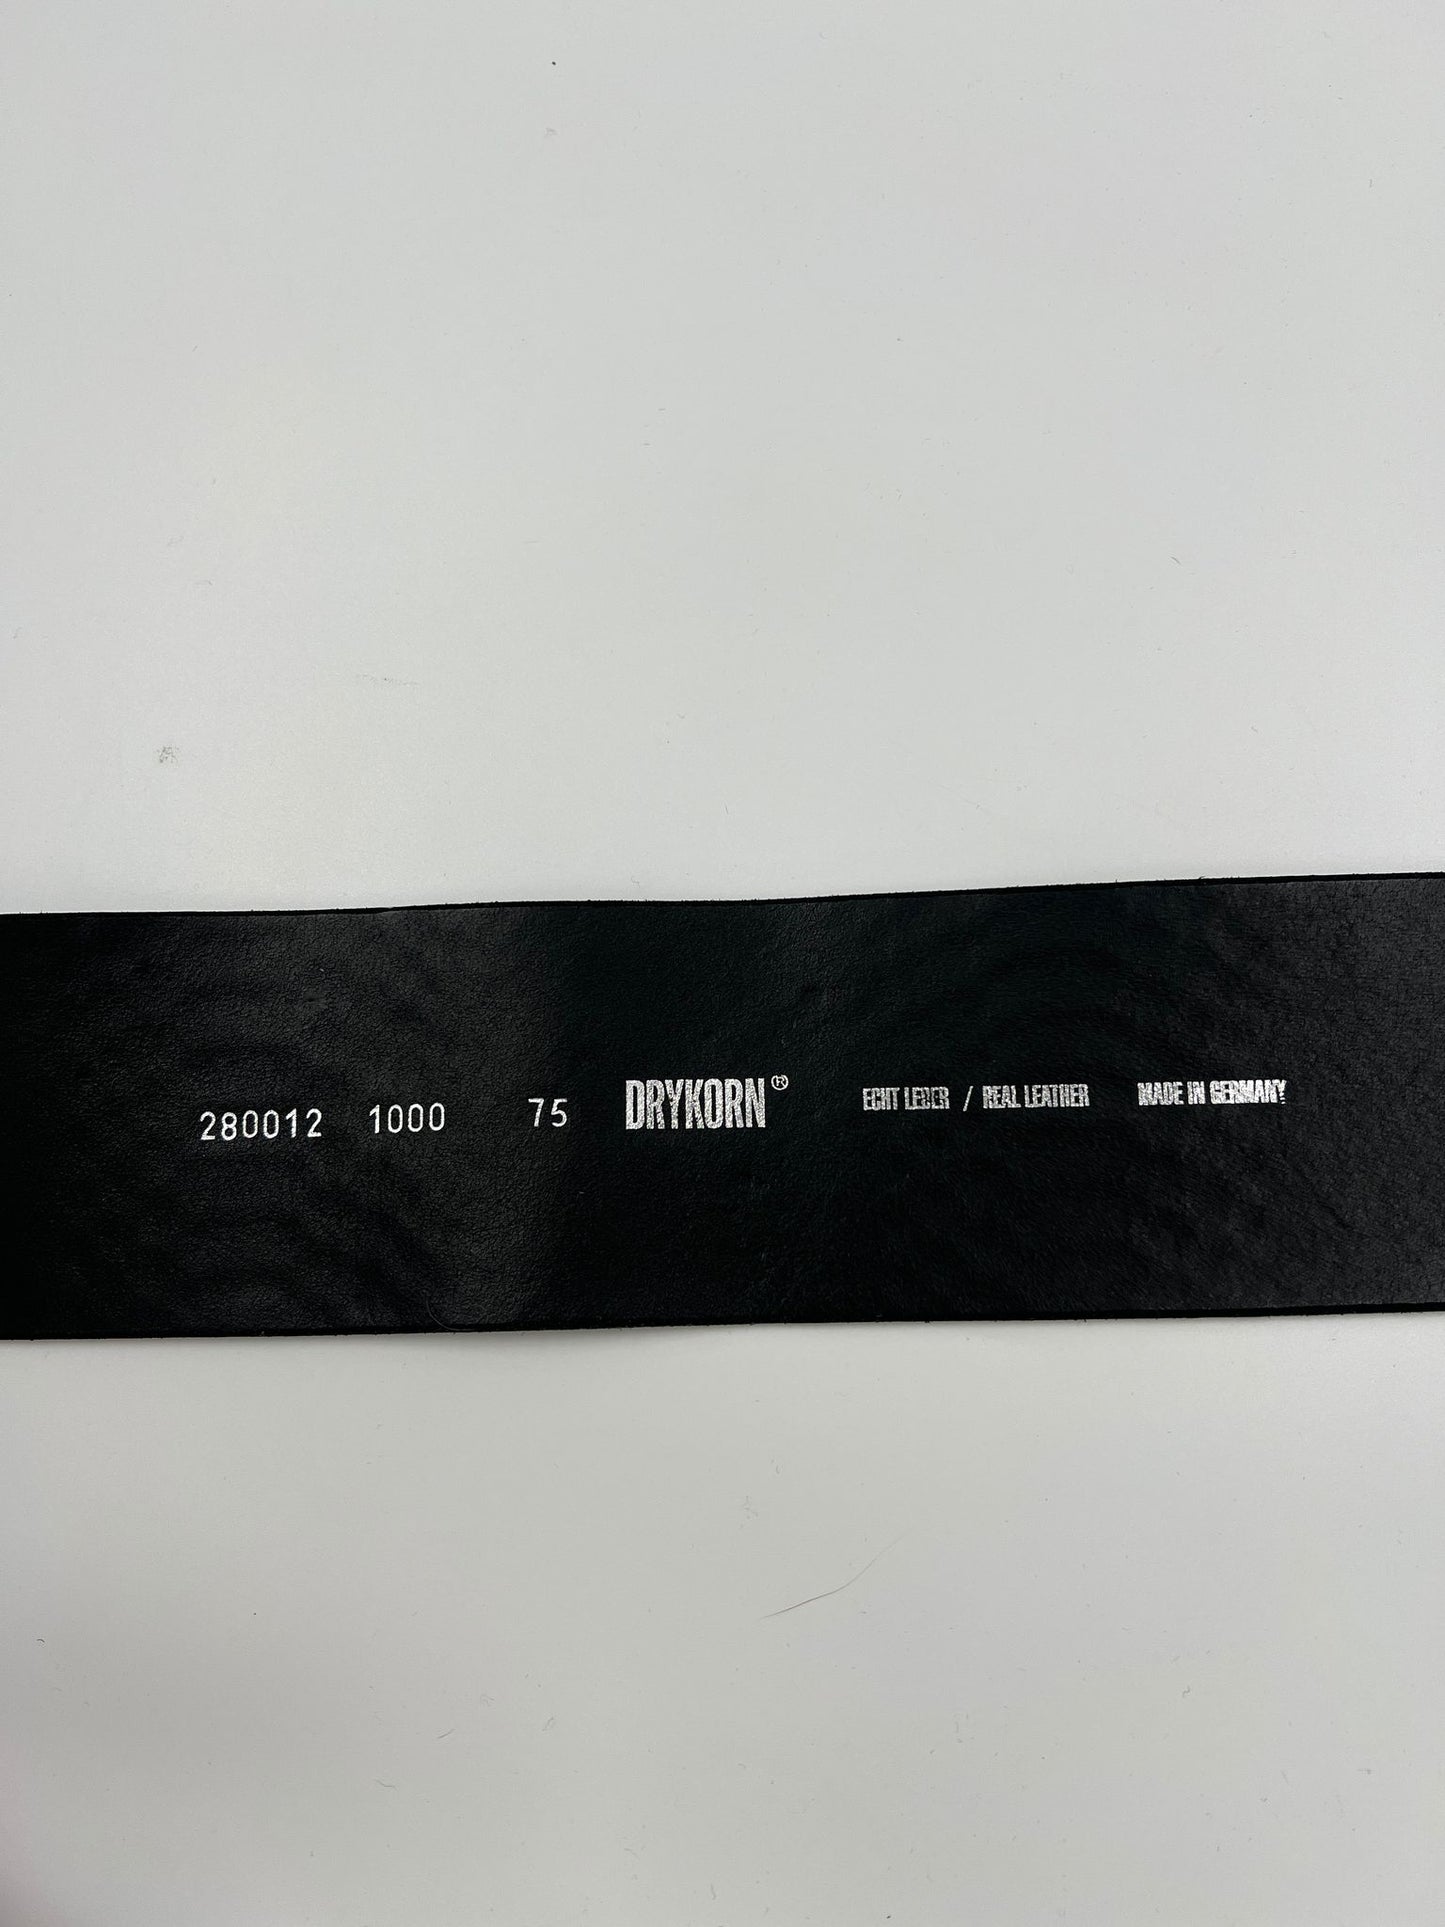 280012 1000 75 DRYKORN® ECHT LEDER / REAL LEATHER MADE IN GERMANY